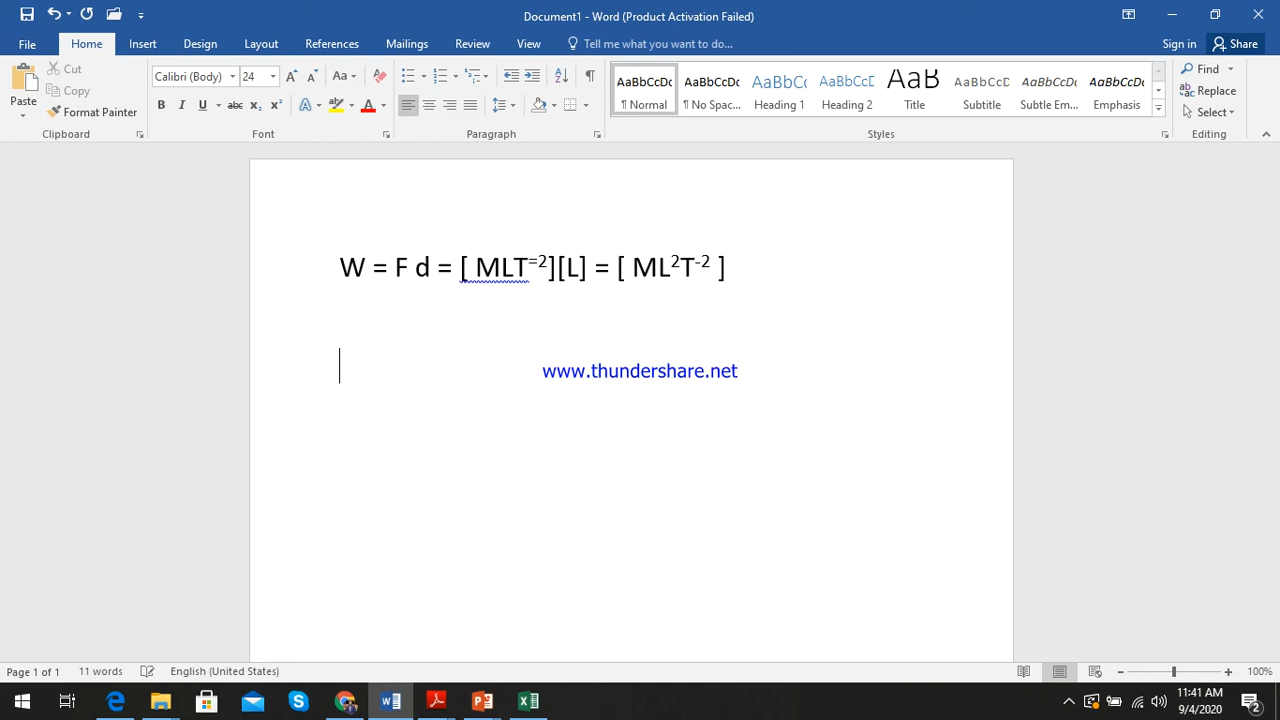 Document1 - Word (Product Activation Failed)
File Home Insert Design Layout References Mailings Review View Tell me what you want to do... Sign in Share
Cut
Copy
Format Painter
Paste
Clipboard
Calibri (Body) 24
Font
Paragraph
AaBbCcDc AaBbCcDc AaBbCc AaBbCcD AaB AaBbCcD AaBbCcDc AaBbCcDc
¶ Normal ¶ No Spac... Heading 1 Heading 2 Title Subtitle Subtle Em... Emphasis
Styles
Find
Replace
Select
Editing
W = F d = [ MLT⁼²][L] = [ ML²T⁻² ]
www.thundershare.net
Page 1 of 1 11 words English (United States) 100%
11:41 AM
9/4/2020
2